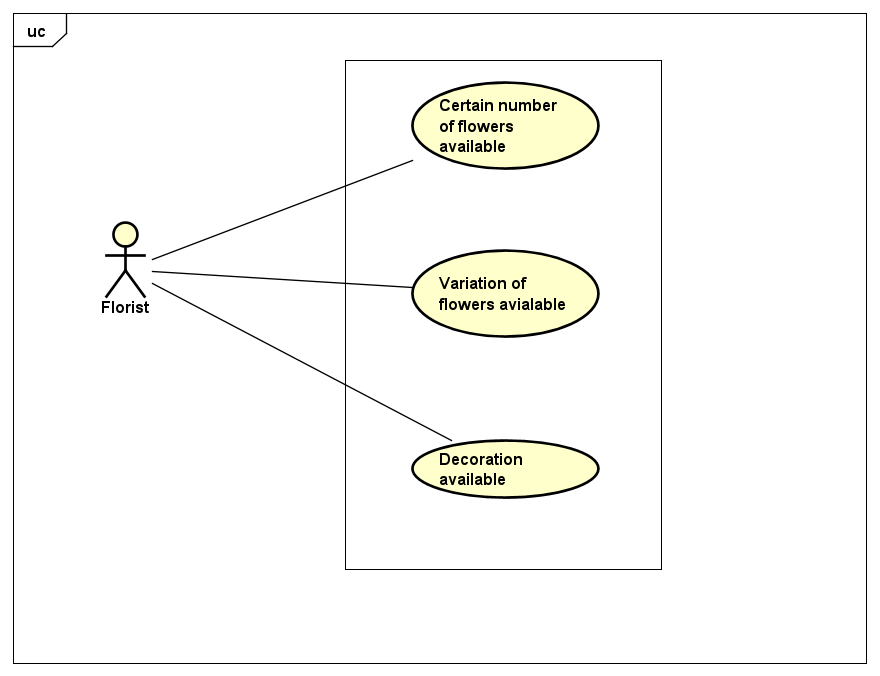 uc
Certain number
of flowers
available
Variation of
flowers avialable
Florist
Decoration
available